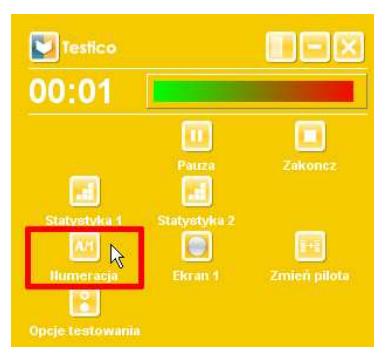 Testico
00:01
Pauza Zakoncz
Statystyka 1 Statystyka 2
A/1
Numeracja Ekran 1 Zmień pilota
Opcje testowania